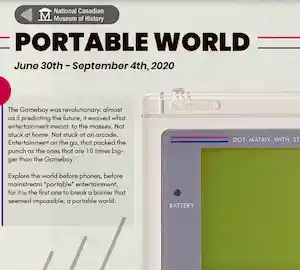 National Canadian
Museum of History
PORTABLE WORLD
June 30th - September 4th, 2020
The Gameboy was revolutionary: almost
as if predicting the future, it waived what
entertainment meant to the masses. Not
stuck at home. Not stuck at an arcade.
Entertainment on the go, that packed the
punch as the ones that are 10 times big-
ger than the Gameboy.
Explore the world before phones, before
mainstream "portable" entertainment,
for it is the first one to break a barrier that
seemed impossible; a portable world.
DOT MATRIX WITH ST
BATTERY